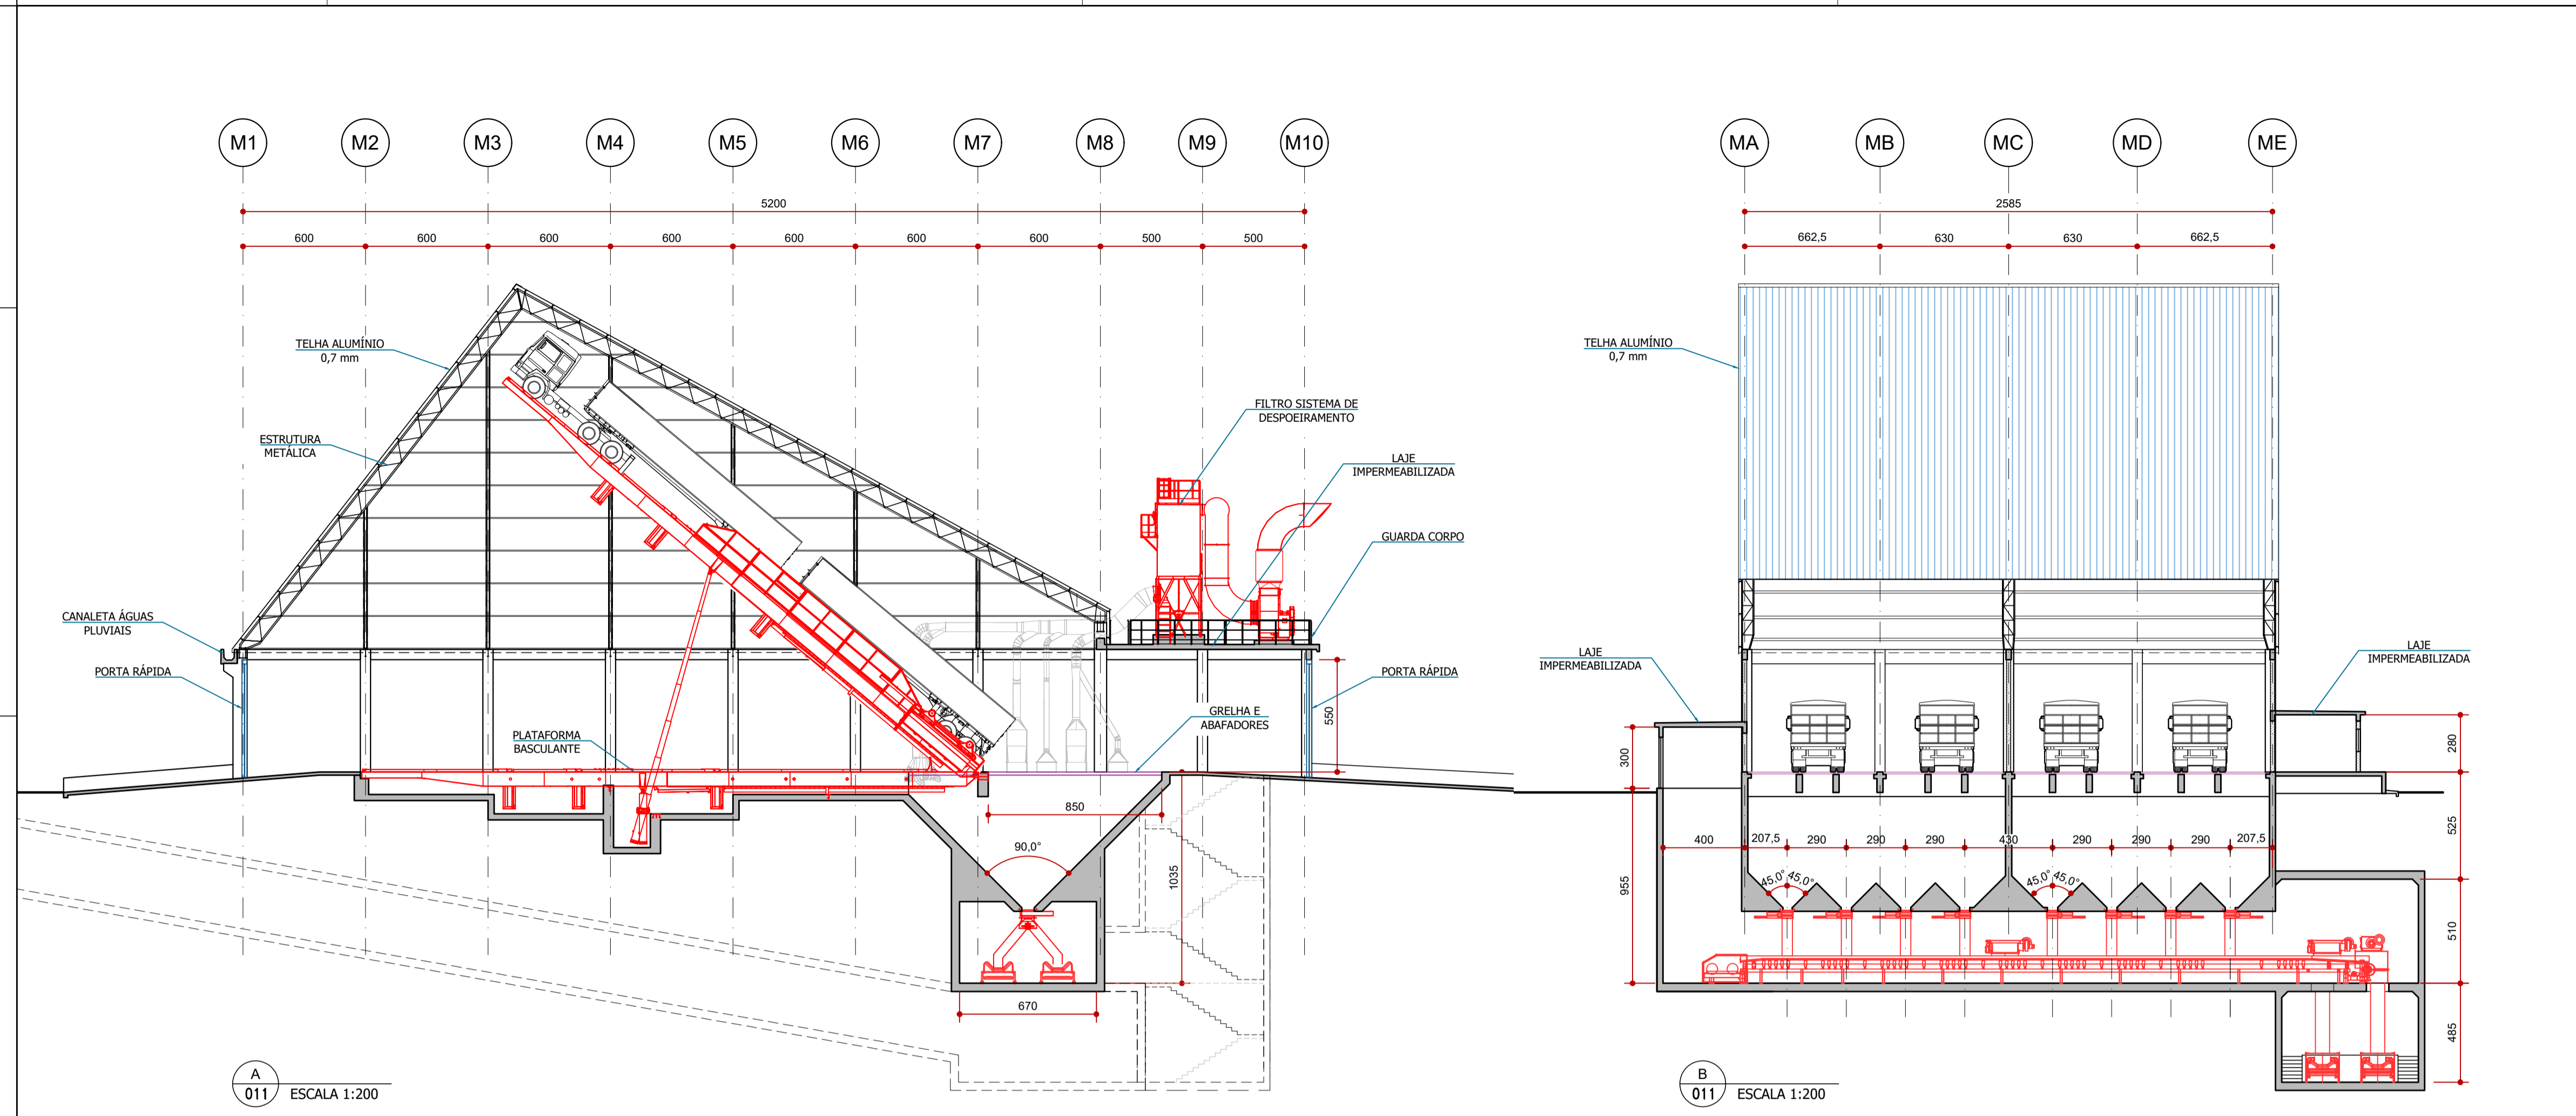 M1 M2 M3 M4 M5 M6 M7 M8 M9 M10
5200
600 600 600 600 600 600 600 500 500
TELHA ALUMÍNIO
0,7 mm
ESTRUTURA
METÁLICA
FILTRO SISTEMA DE
DESPOEIRAMENTO
LAJE
IMPERMEABILIZADA
GUARDA CORPO
CANALETA ÁGUAS
PLUVIAIS
PORTA RÁPIDA
PORTA RÁPIDA
GRELHA E
ABAFADORES
550
PLATAFORMA
BASCULANTE
850
90,0°
1035
670
A
011
ESCALA 1:200
MA MB MC MD ME
2585
662,5 630 630 662,5
TELHA ALUMÍNIO
0,7 mm
LAJE
IMPERMEABILIZADA
LAJE
IMPERMEABILIZADA
300
280
400 207,5 290 290 290 430 290 290 290 207,5
525
955
45,0° 45,0° 45,0° 45,0°
510
485
B
011
ESCALA 1:200